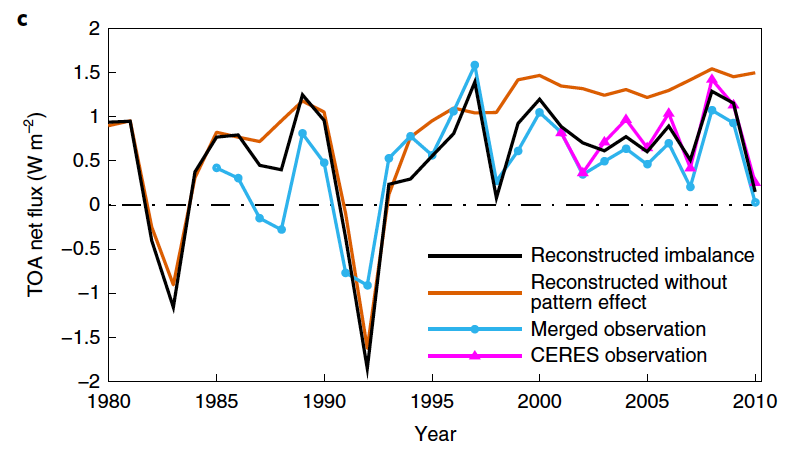 c
TOA net flux (W m−2)
2
1.5
1
0.5
0
−0.5
−1
−1.5
−2
Reconstructed imbalance
Reconstructed without
pattern effect
Merged observation
CERES observation
1980 1985 1990 1995 2000 2005 2010
Year